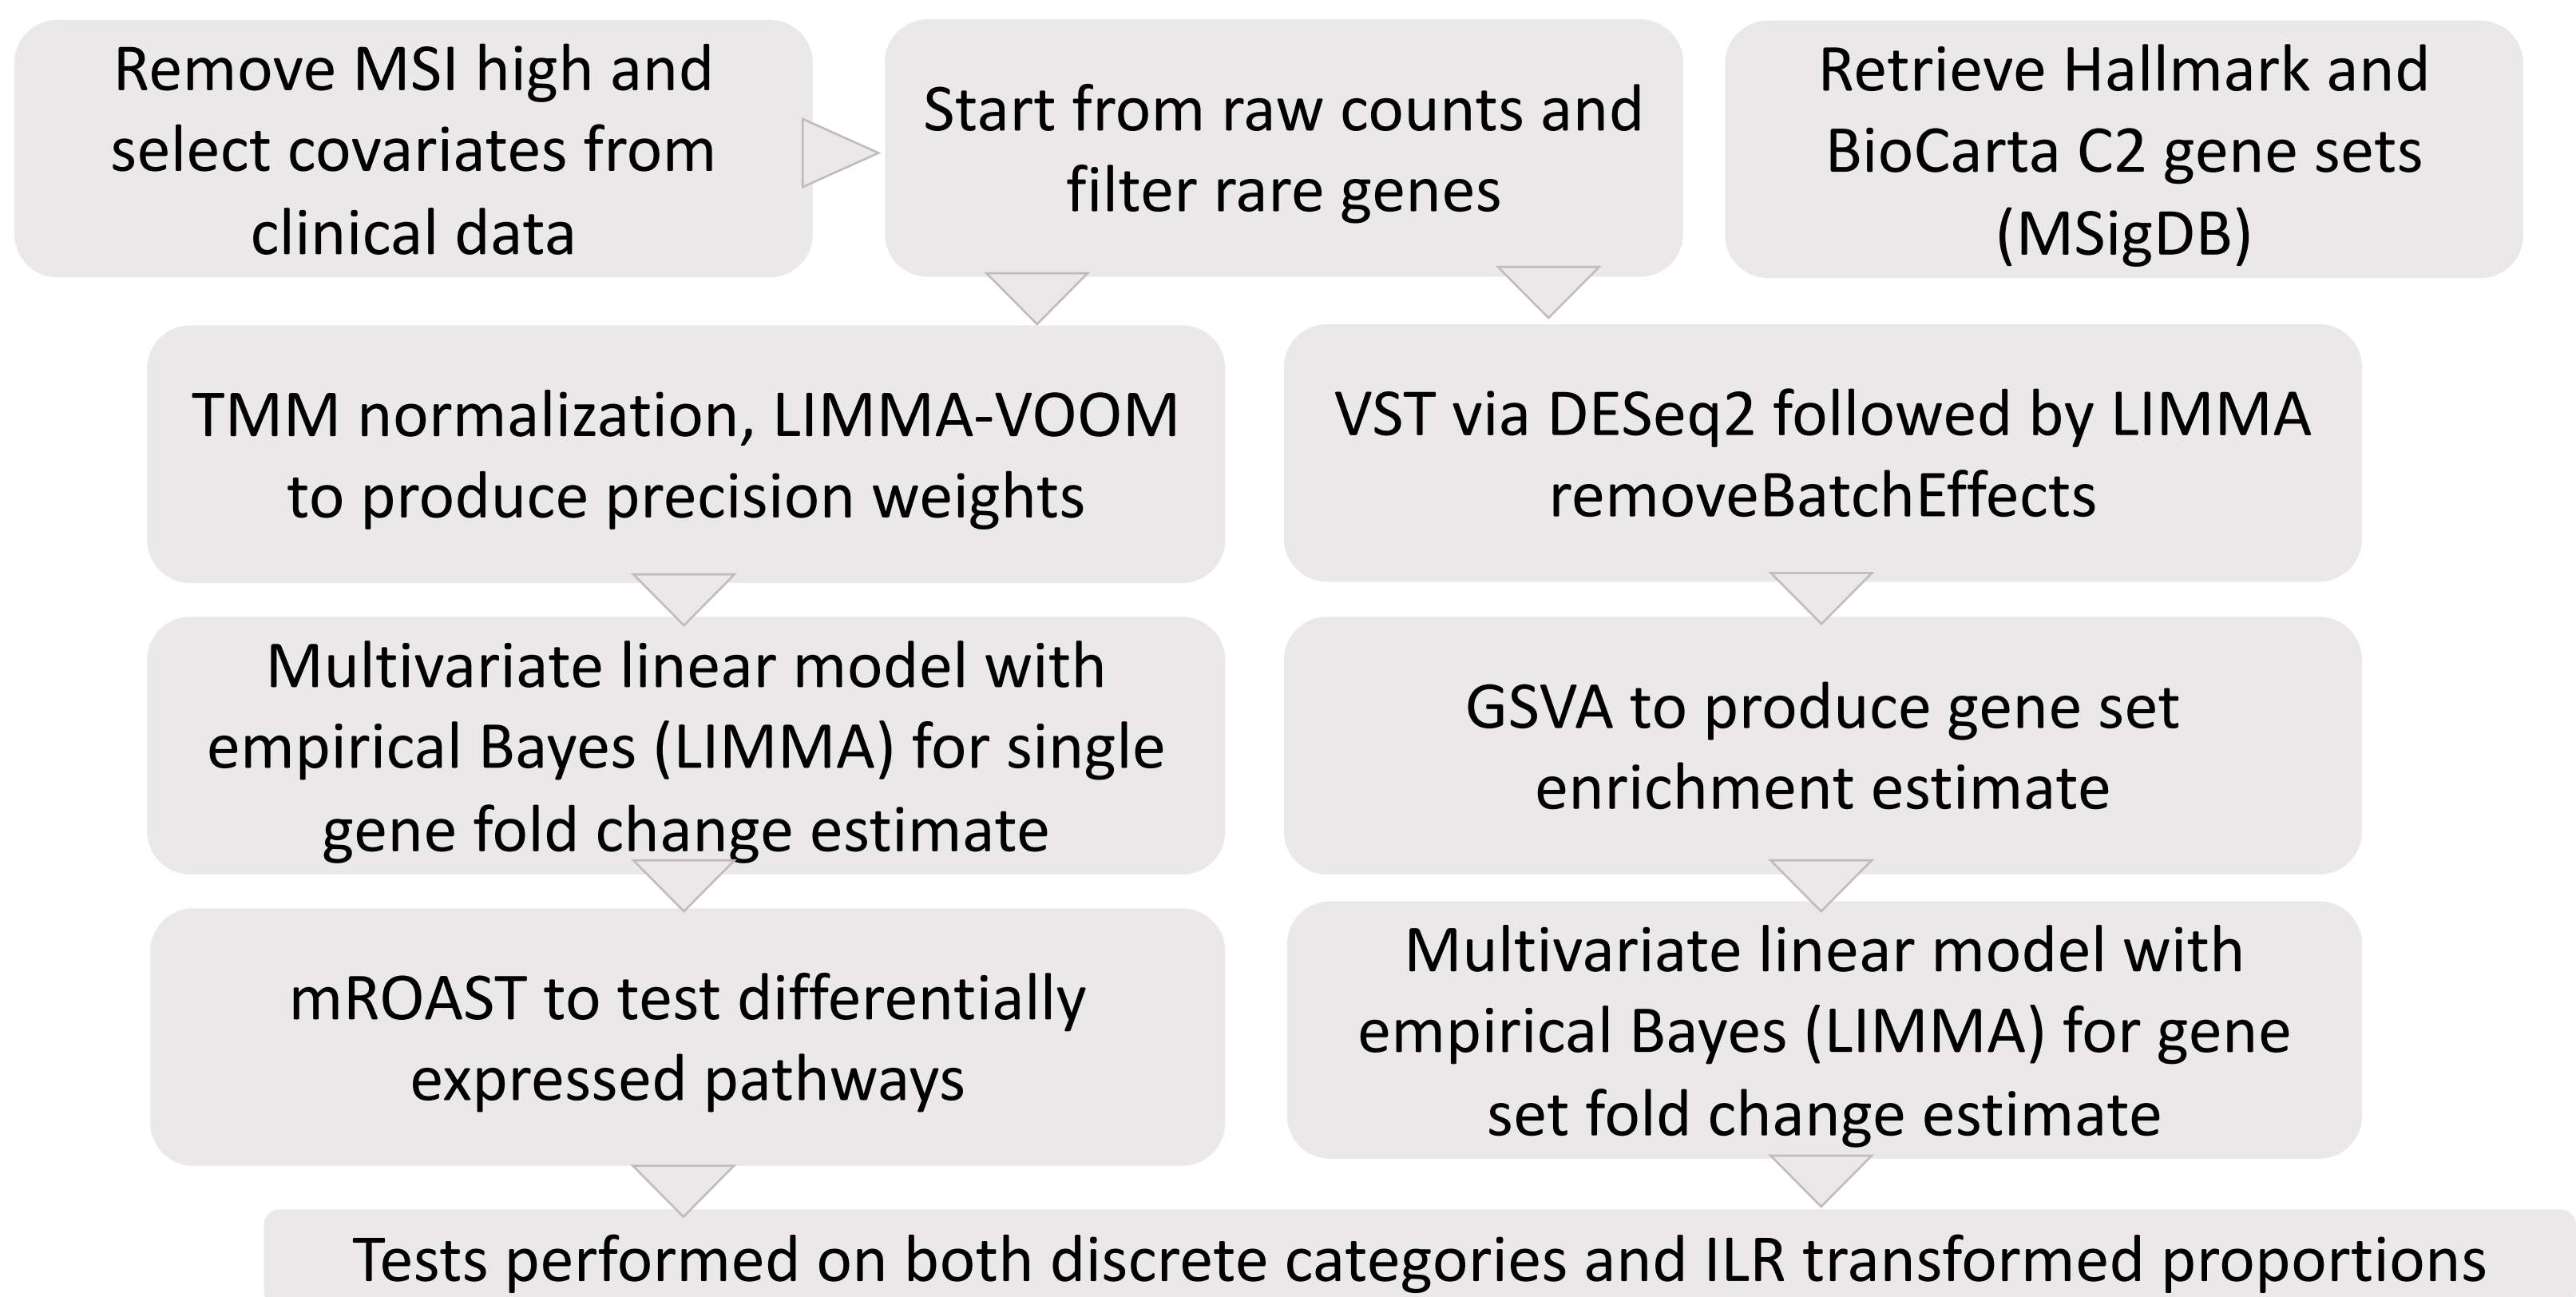 Remove MSI high and
select covariates from
clinical data
Start from raw counts and
filter rare genes
Retrieve Hallmark and
BioCarta C2 gene sets
(MSigDB)
TMM normalization, LIMMA-VOOM
to produce precision weights
VST via DESeq2 followed by LIMMA
removeBatchEffects
Multivariate linear model with
empirical Bayes (LIMMA) for single
gene fold change estimate
GSVA to produce gene set
enrichment estimate
mROAST to test differentially
expressed pathways
Multivariate linear model with
empirical Bayes (LIMMA) for gene
set fold change estimate
Tests performed on both discrete categories and ILR transformed proportions